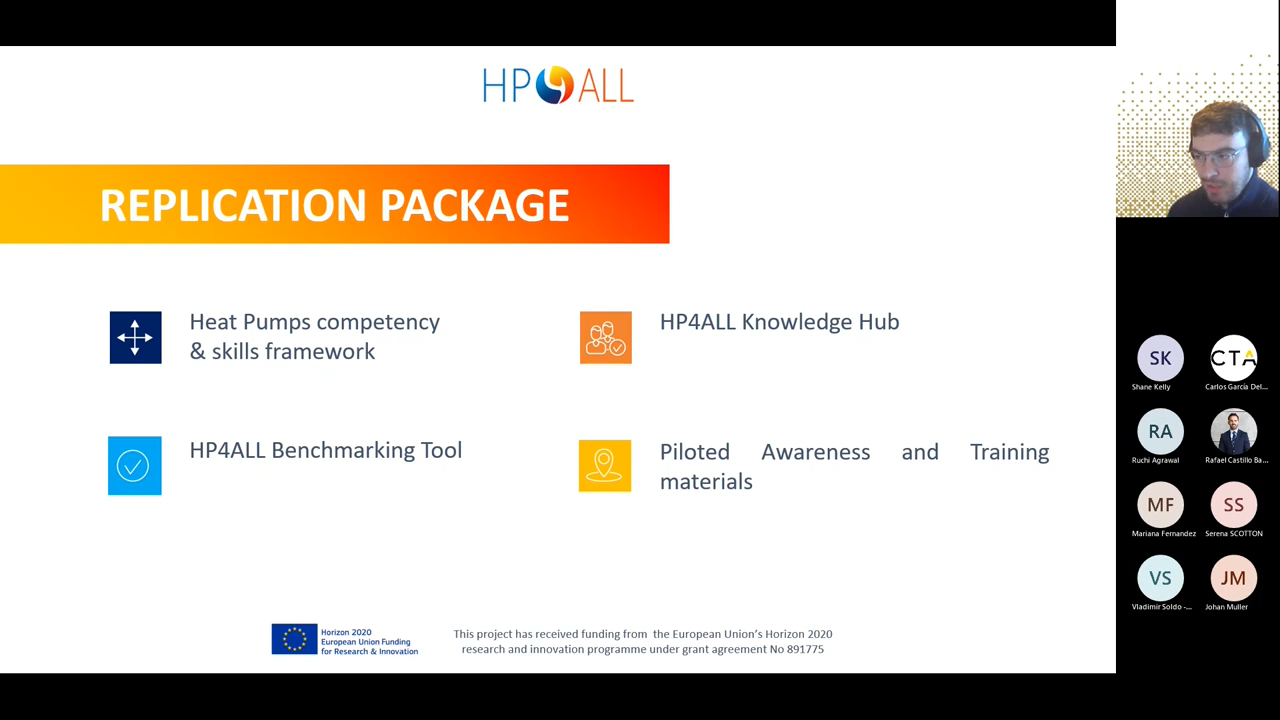 HP4ALL
REPLICATION PACKAGE
Heat Pumps competency
& skills framework
HP4ALL Knowledge Hub
HP4ALL Benchmarking Tool
Piloted Awareness and Training
materials
Horizon 2020
European Union Funding
for Research & Innovation
This project has received funding from the European Union's Horizon 2020
research and innovation programme under grant agreement No 891775
SK
CTA
Shane Kelly
Carlos García Del...
RA
Ruchi Agrawal
Rafael Castillo Ba...
MF
SS
Mariana Fernandez
Serena SCOTTON
VS
JM
Vladimir Soldo -...
Johan Muller